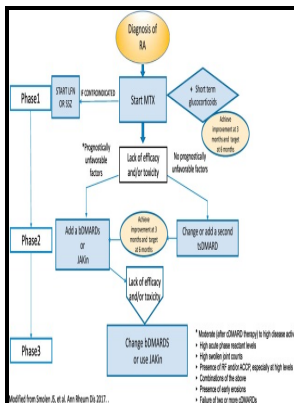 Diagnosis of
RA
Phase1
START LFN
OR SSZ
IF CONTRAINDICATED
Start MTX
+ Short term
glucocorticoids
Achieve
improvement at 3
months and target
at 6 months
*Prognostically
unfavorable
factors
Lack of efficacy
and/or toxicity
No prognostically
unfavorable factors
Phase2
Add a bDMARDs
or
JAKin
Achieve
improvement at 3
months and target
at 6 months
Change or add a second
tsDMARD
Lack of efficacy
and/or toxicity
Phase3
Change bDMARDS
or use JAKin
* Moderate (after cDMARD therapy) to high disease activ
• High acute phase reactant levels
• High swollen joint counts
• Presence of RF and/or ACCP, especially at high levels
• Combinations of the above
• Presence of early erosions
• Failure of two or more cDMARDs
Modified from Smolen JS, et al. Ann Rheum Dis 2017. .